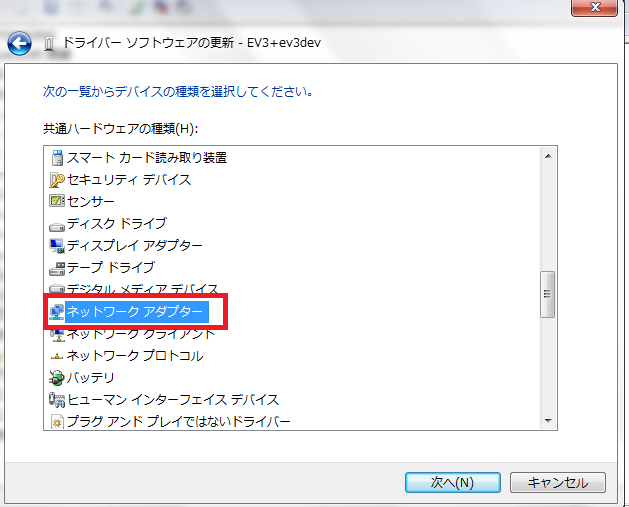 ドライバー ソフトウェアの更新 - EV3+ev3dev
次の一覧からデバイスの種類を選択してください。
共通ハードウェアの種類(H):
スマート カード読み取り装置
セキュリティ デバイス
センサー
ディスク ドライブ
ディスプレイ アダプター
テープ ドライブ
デジタル メディア デバイス
ネットワーク アダプター
ネットワーク クライアント
ネットワーク プロトコル
バッテリ
ヒューマン インターフェイス デバイス
プラグ アンド プレイではないドライバー
次へ(N)
キャンセル